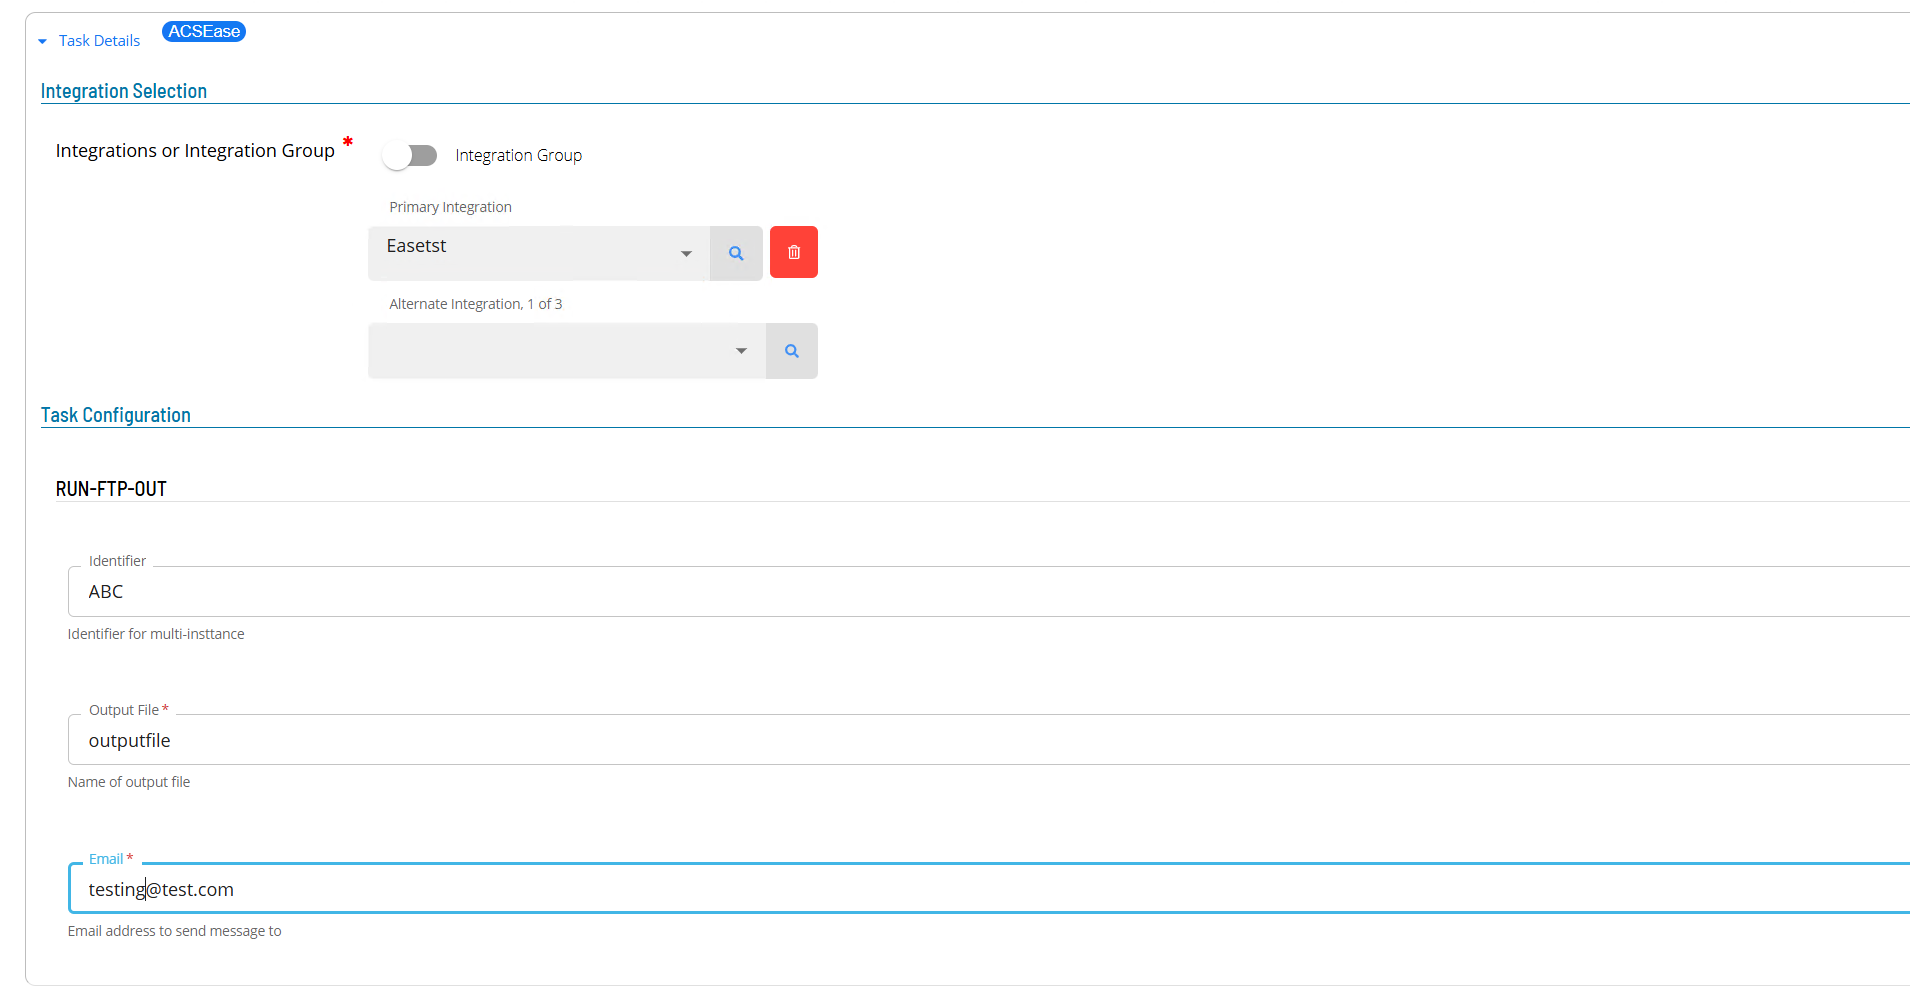 Task Details ACSEase
Integration Selection
Integrations or Integration Group * Integration Group
Primary Integration
Easetst
Alternate Integration, 1 of 3
Task Configuration
RUN-FTP-OUT
Identifier
ABC
Identifier for multi-insttance
Output File *
outputfile
Name of output file
Email *
testing@test.com
Email address to send message to